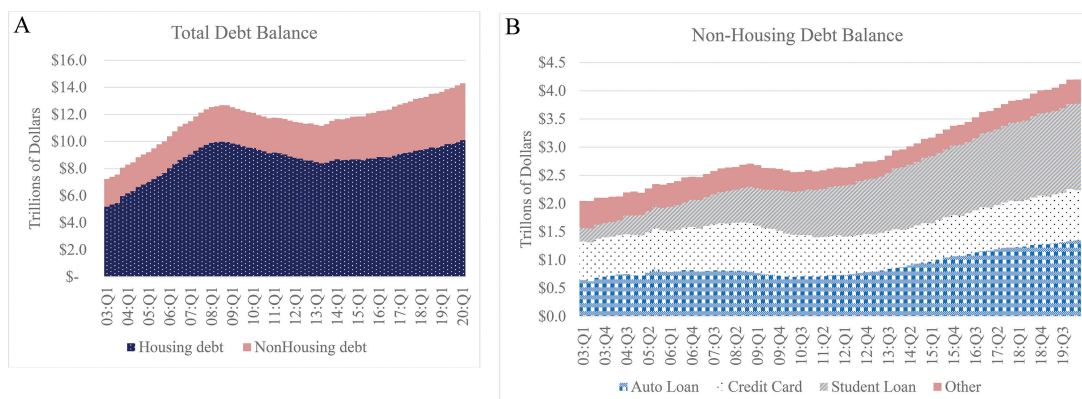 A
Total Debt Balance
$16.0
$14.0
$12.0
$10.0
$8.0
$6.0
$4.0
$2.0
$-
Trillions of Dollars
03:Q1
04:Q1
05:Q1
06:Q1
07:Q1
08:Q1
09:Q1
10:Q1
11:Q1
12:Q1
13:Q1
14:Q1
15:Q1
16:Q1
17:Q1
18:Q1
19:Q1
20:Q1
Housing debt NonHousing debt
B
Non-Housing Debt Balance
$4.5
$4.0
$3.5
$3.0
$2.5
$2.0
$1.5
$1.0
$0.5
$0.0
Trillons of Dollars
03:Q1
03:Q4
04:Q3
05:Q2
06:Q1
06:Q4
07:Q3
08:Q2
09:Q1
09:Q4
10:Q3
11:Q2
12:Q1
12:Q4
13:Q3
14:Q2
15:Q1
15:Q4
16:Q3
17:Q2
18:Q1
18:Q4
19:Q3
Auto Loan Credit Card Student Loan Other